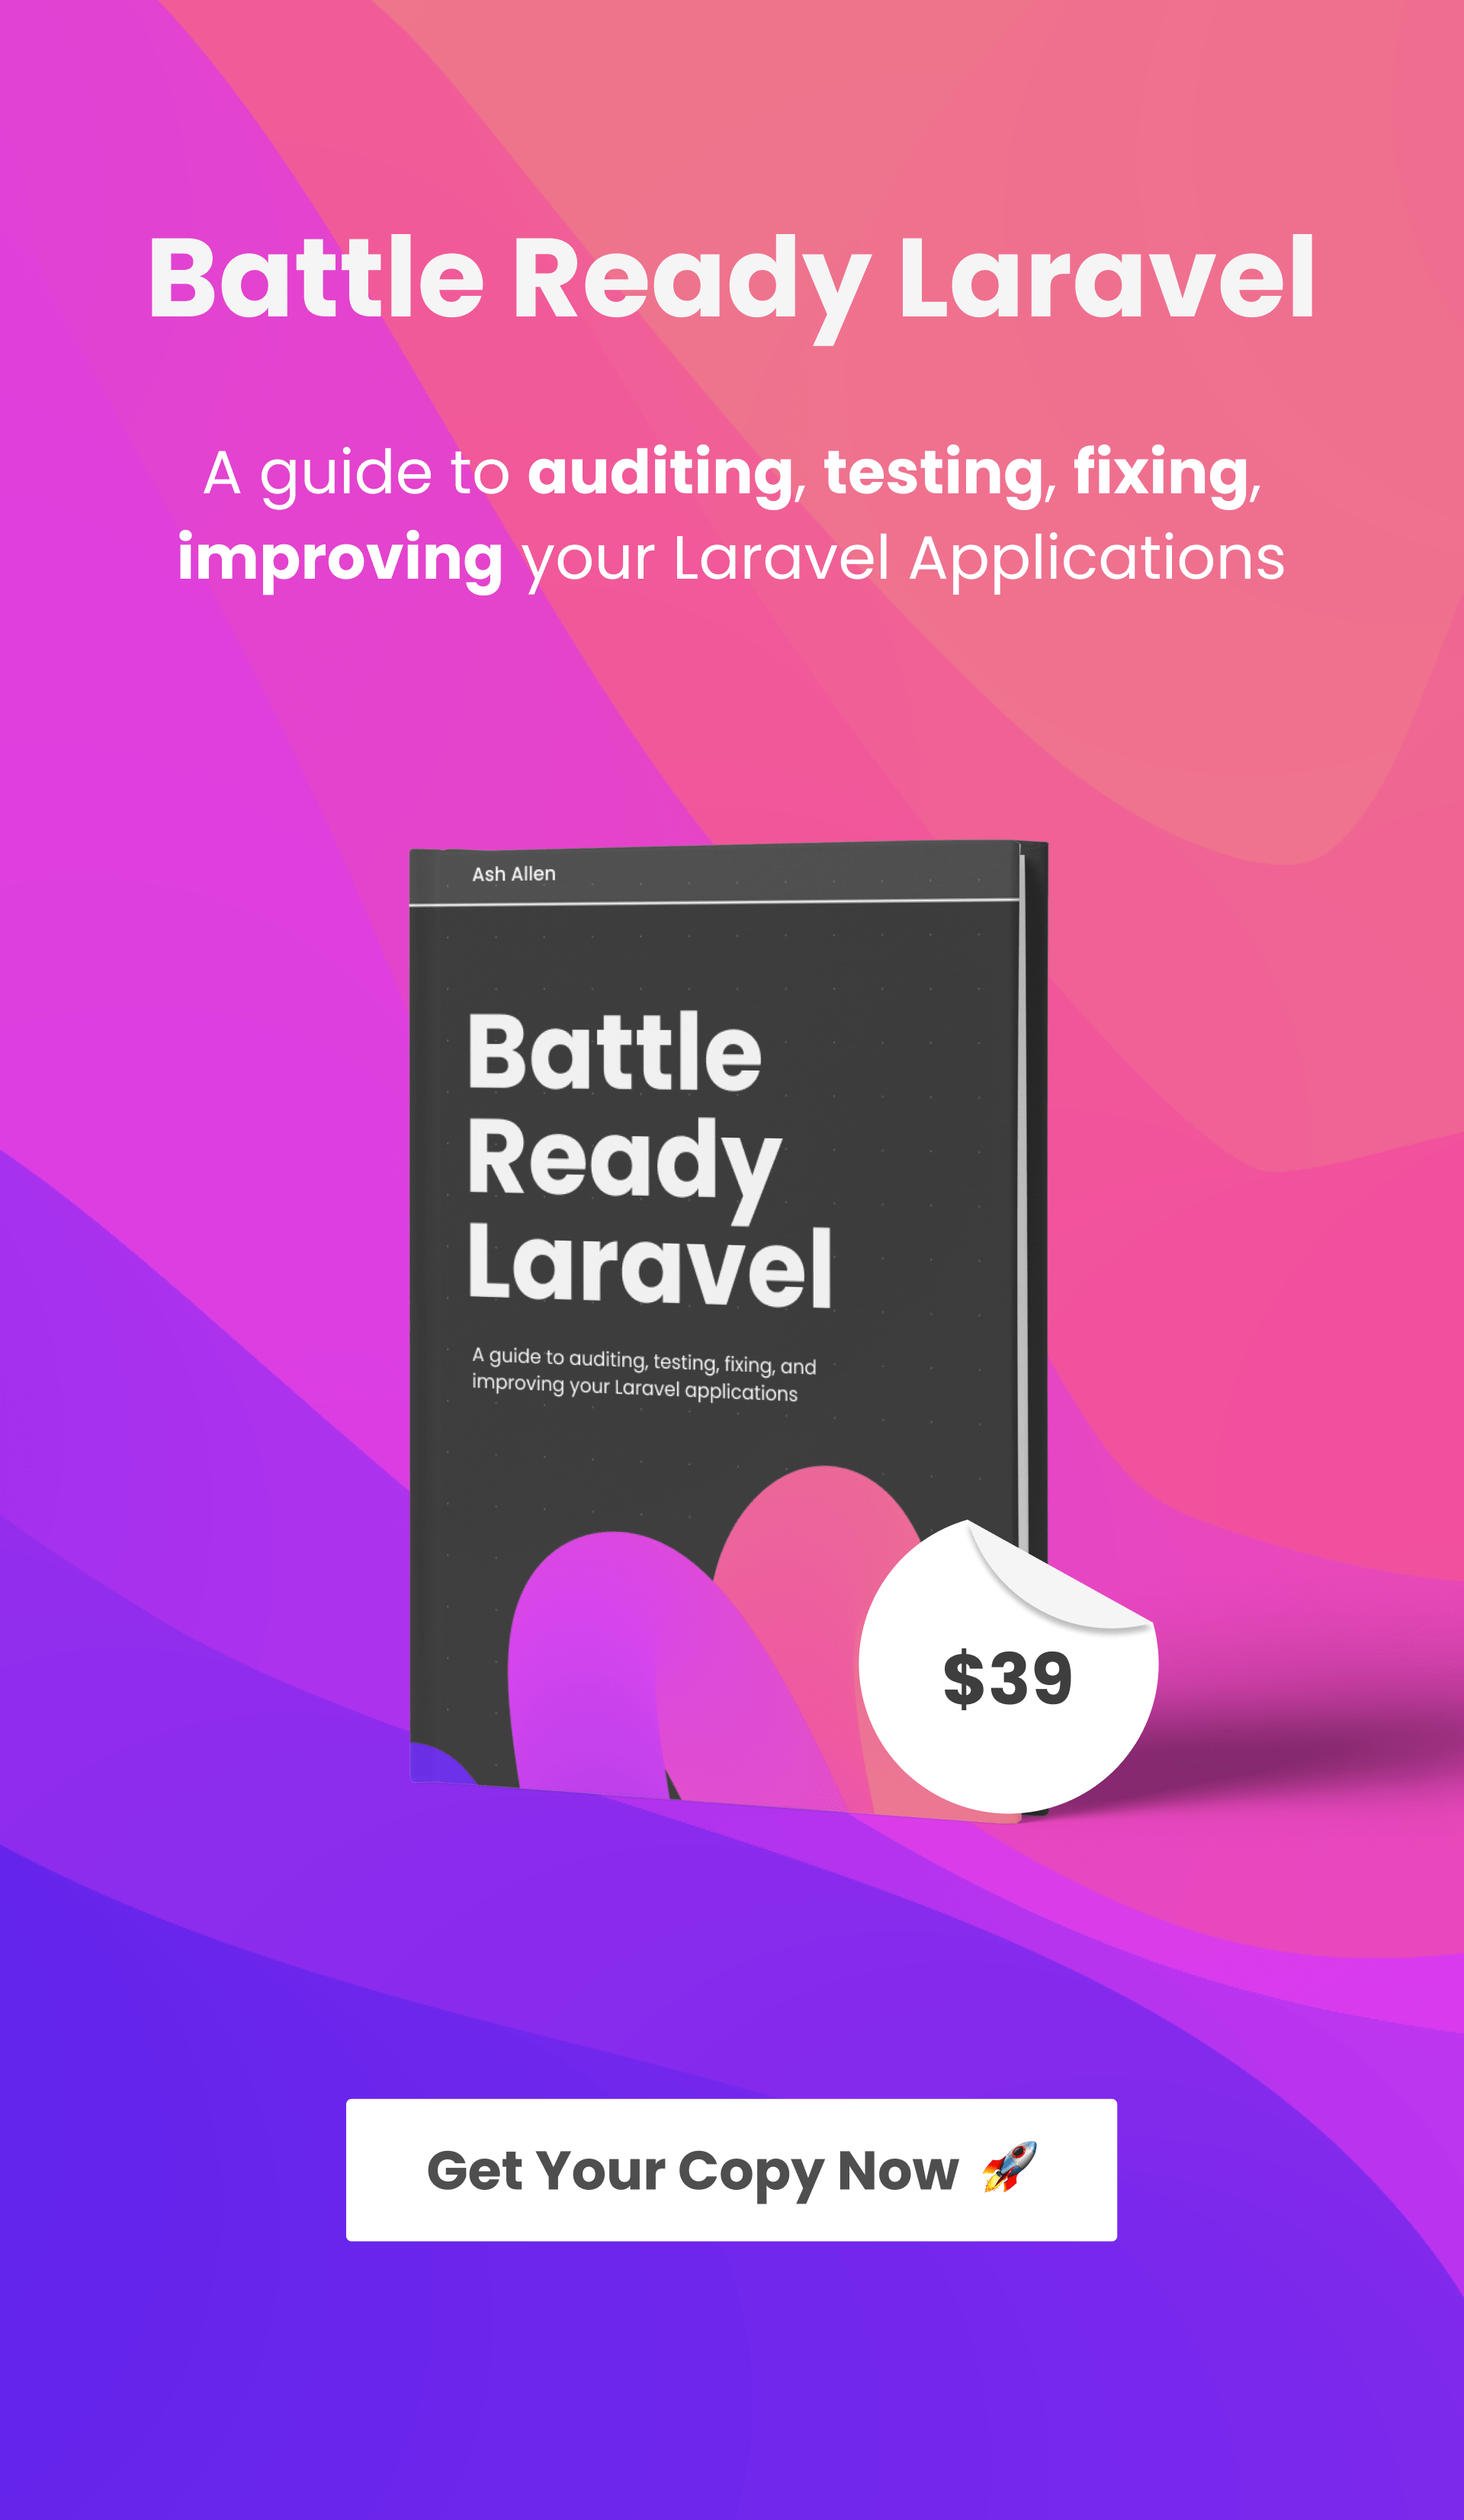 Battle Ready Laravel
A guide to auditing, testing, fixing,
improving your Laravel Applications
Ash Allen
Battle
Ready
Laravel
A guide to auditing, testing, fixing, and
improving your Laravel applications
$39
Get Your Copy Now 🚀